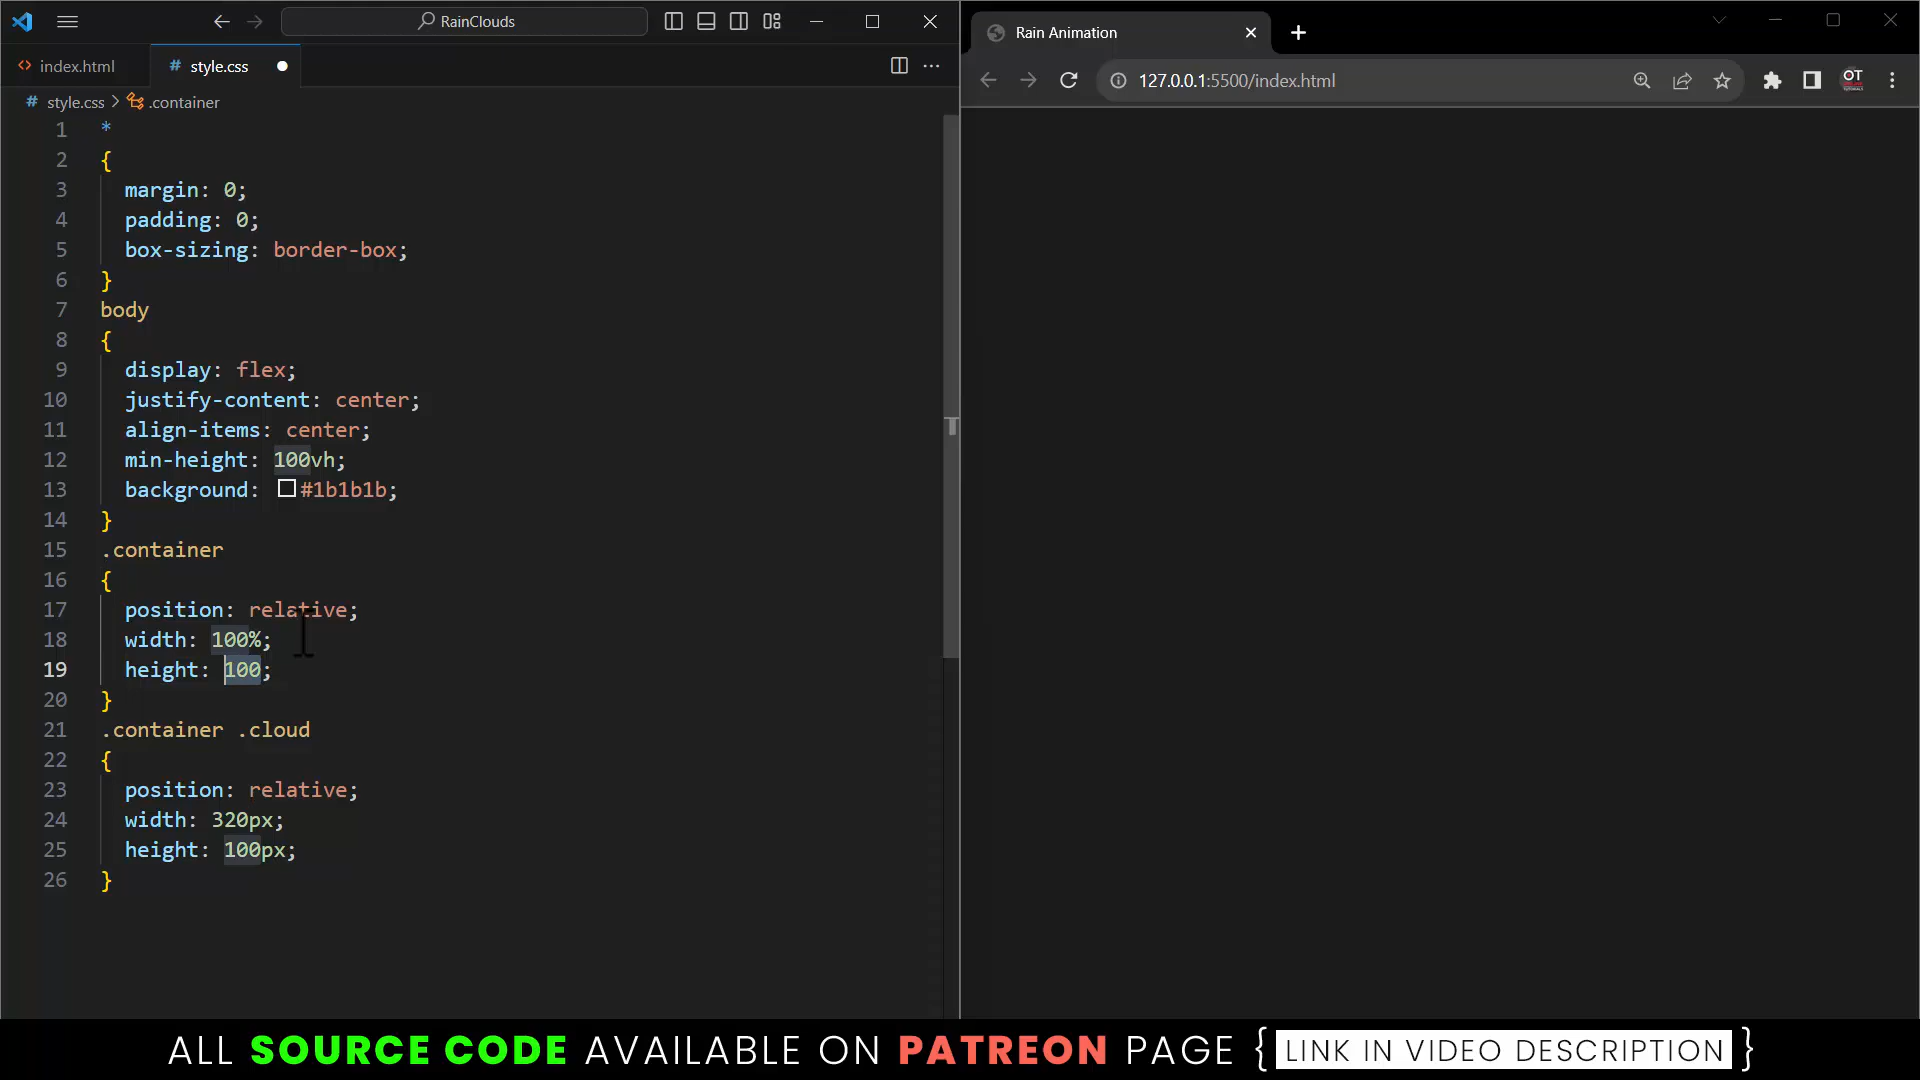 RainClouds
index.html
# style.css
...
# style.css > .container
1 *
2 {
3 margin: 0;
4 padding: 0;
5 box-sizing: border-box;
6 }
7 body
8 {
9 display: flex;
10 justify-content: center;
11 align-items: center;
12 min-height: 100vh;
13 background: #1b1b1b;
14 }
15 .container
16 {
17 position: relative;
18 width: 100%;
19 height: 100;
20 }
21 .container .cloud
22 {
23 position: relative;
24 width: 320px;
25 height: 100px;
26 }
Rain Animation
127.0.0.1:5500/index.html
OT
ALL SOURCE CODE AVAILABLE ON PATREON PAGE { LINK IN VIDEO DESCRIPTION }